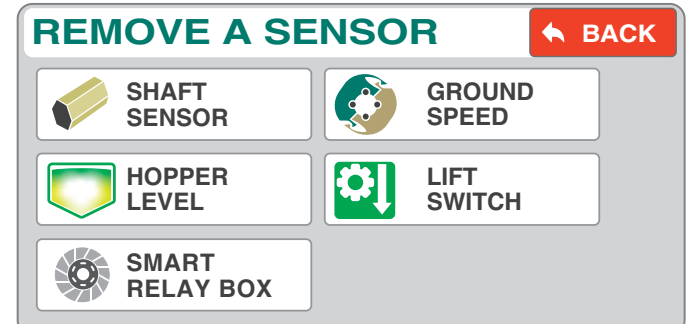 REMOVE A SENSOR
BACK
SHAFT
SENSOR
GROUND
SPEED
HOPPER
LEVEL
LIFT
SWITCH
SMART
RELAY BOX